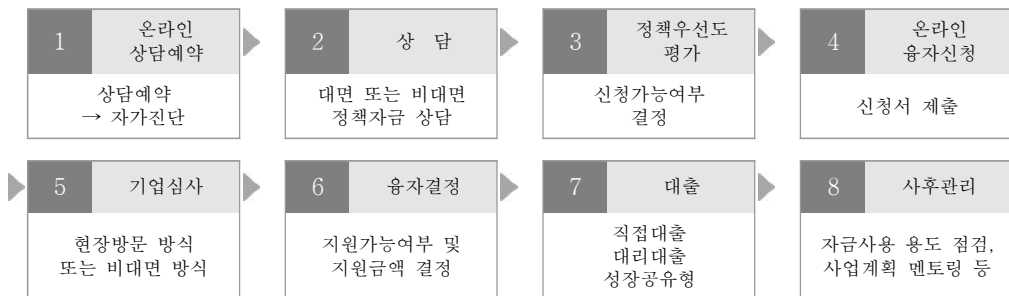 1
온라인
상담예약
상담예약
→ 자가진단
2
상 담
대면 또는 비대면
정책자금 상담
3
정책우선도
평가
신청가능여부
결정
4
온라인
융자신청
신청서 제출
5
기업심사
현장방문 방식
또는 비대면 방식
6
융자결정
지원가능여부 및
지원금액 결정
7
대출
직접대출
대리대출
성장공유형
8
사후관리
자금사용 용도 점검,
사업계획 멘토링 등